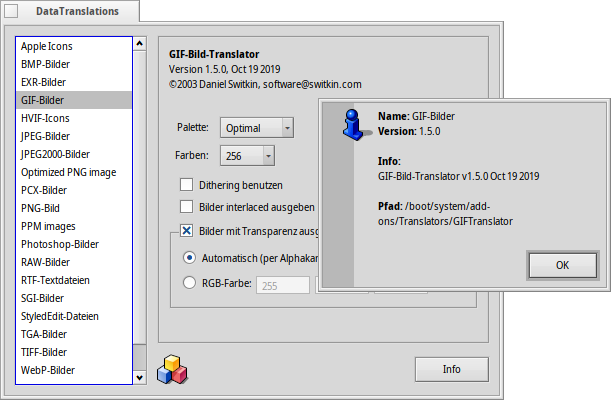 DataTranslations
Apple Icons
BMP-Bilder
EXR-Bilder
GIF-Bilder
HVIF-Icons
JPEG-Bilder
JPEG2000-Bilder
Optimized PNG image
PCX-Bilder
PNG-Bild
PPM images
Photoshop-Bilder
RAW-Bilder
RTF-Textdateien
SGI-Bilder
StyledEdit-Dateien
TGA-Bilder
TIFF-Bilder
WebP-Bilder
GIF-Bild-Translator
Version 1.5.0, Oct 19 2019
©2003 Daniel Switkin, software@switkin.com
Palette: Optimal
Farben: 256
Dithering benutzen
Bilder interlaced ausgeben
Bilder mit Transparenz ausg
Automatisch (per Alphakan
RGB-Farbe: 255
Info
Name: GIF-Bilder
Version: 1.5.0
Info:
GIF-Bild-Translator v1.5.0 Oct 19 2019
Pfad: /boot/system/add-
ons/Translators/GIFTranslator
OK